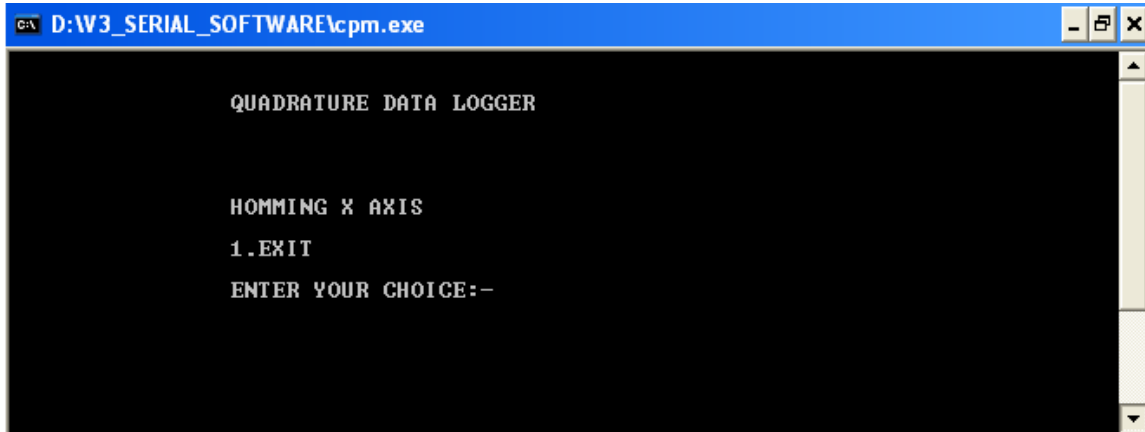 D:\V3_SERIAL_SOFTWARE\cpm.exe
QUADRATURE DATA LOGGER
HOMMING X AXIS
1.EXIT
ENTER YOUR CHOICE:-